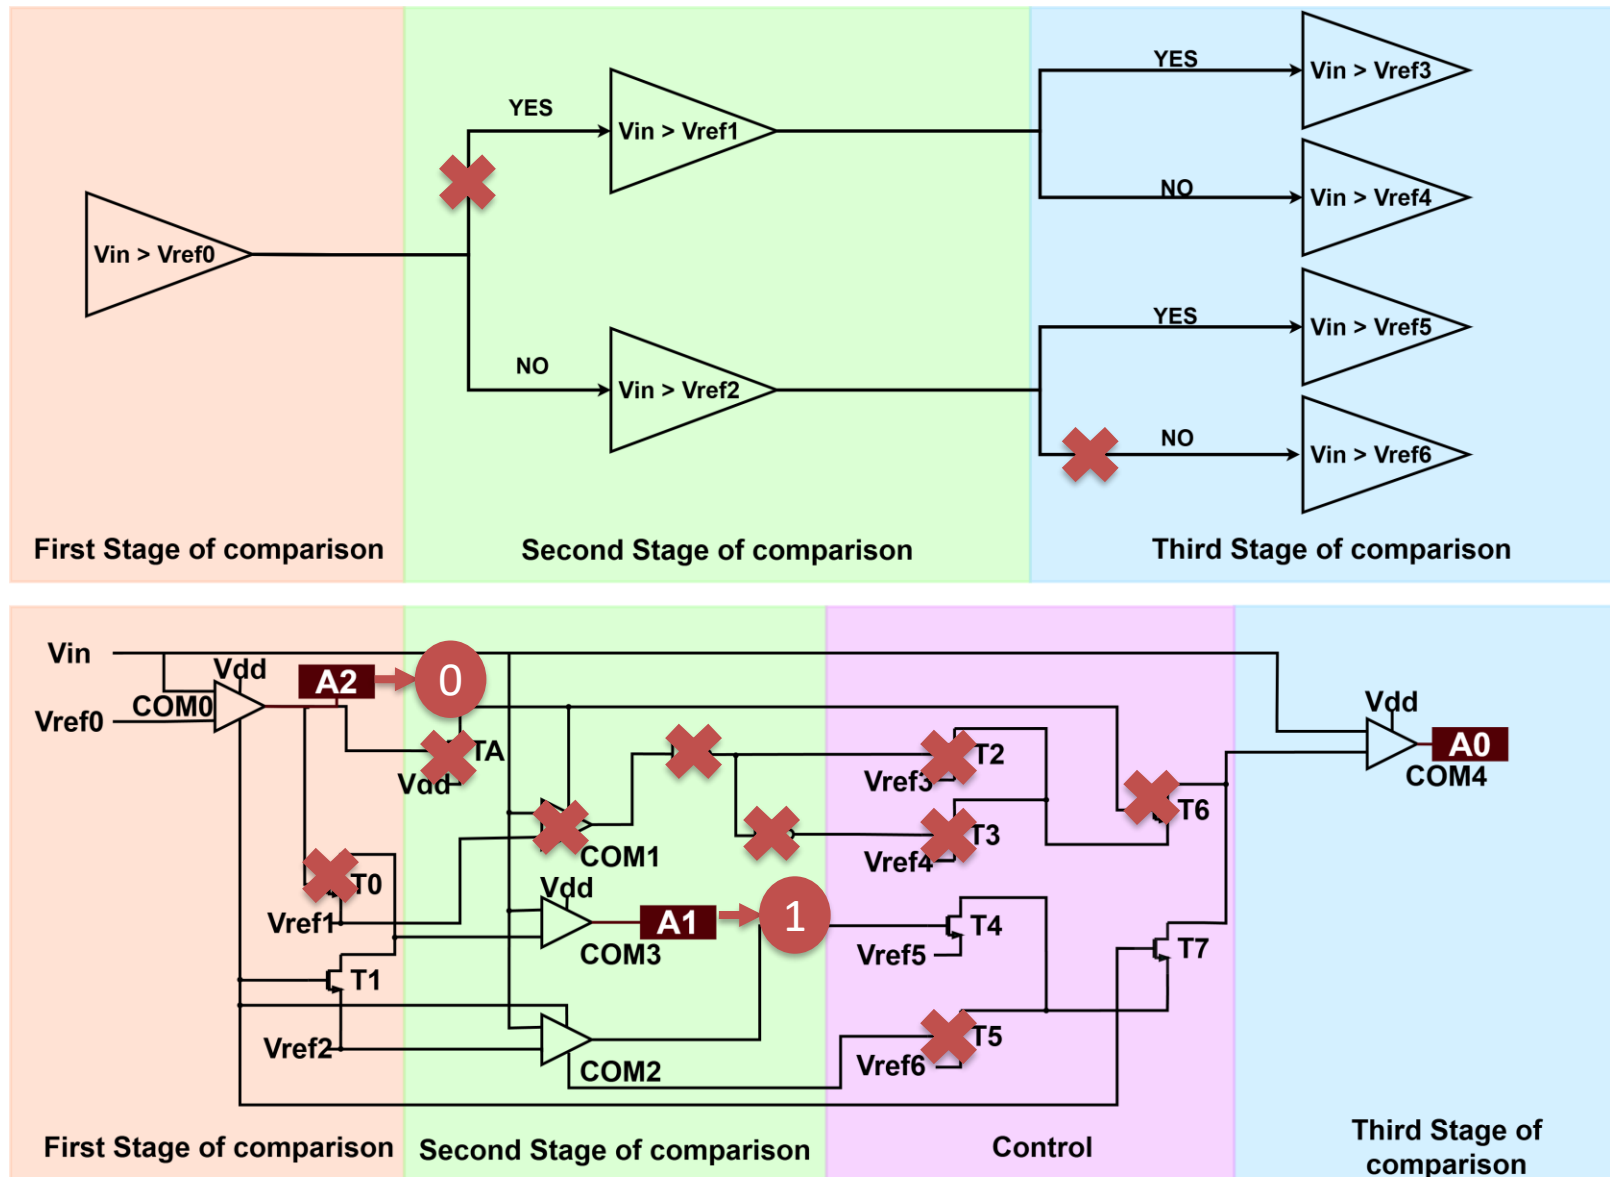 YES
Vin > Vref3
YES
Vin > Vref1
NO
Vin > Vref4
Vin > Vref0
YES
Vin > Vref5
NO
Vin > Vref2
NO
Vin > Vref6
First Stage of comparison
Second Stage of comparison
Third Stage of comparison
Vin
Vdd
A2
0
COM0
Vref0
TA
Vdd
T2
Vref3
Vdd
A0
COM4
T6
T3
Vref4
COM1
T0
Vref1
Vdd
A1
1
COM3
T4
Vref5
T7
T1
Vref2
COM2
T5
Vref6
First Stage of comparison
Second Stage of comparison
Control
Third Stage of
comparison